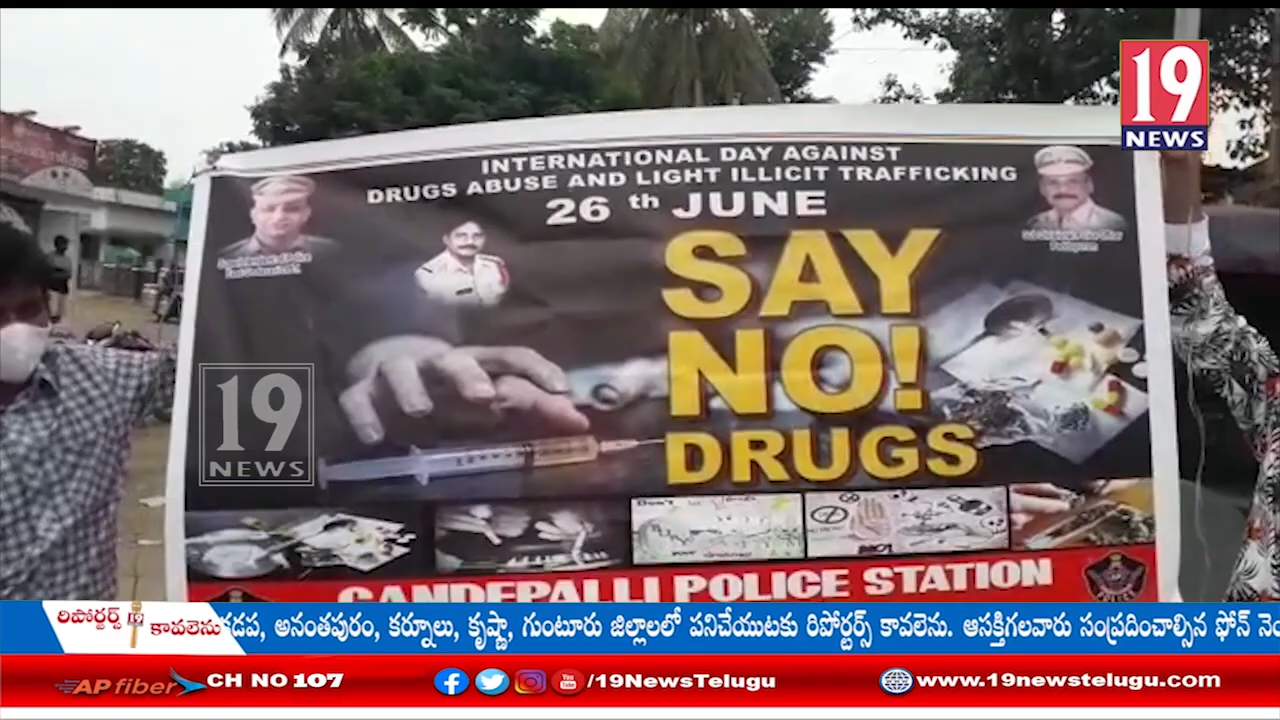 19
NEWS
INTERNATIONAL DAY AGAINST
DRUGS ABUSE AND LIGHT ILLICIT TRAFFICKING
26 th JUNE
SAY
NO!
DRUGS
19
NEWS
GANDEPALLI POLICE STATION
రిపోర్టర్స్ 19
కావలెను
కడప, అనంతపురం, కర్నూలు, కృష్ణా, గుంటూరు జిల్లాలలో పనిచేయుటకు రిపోర్టర్స్ కావలెను. ఆసక్తిగలవారు సంప్రదించాల్సిన ఫోన్
AP fiber CH NO 107 /19NewsTelugu www.19newstelugu.com